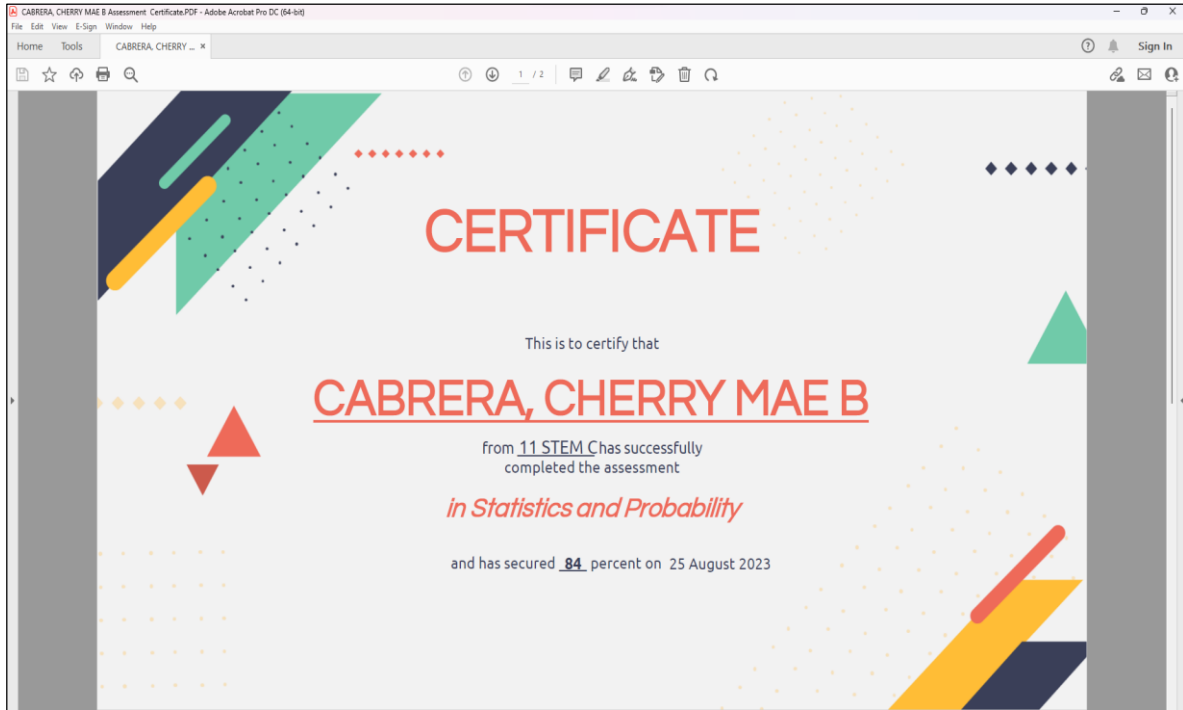 CABRERA, CHERRY MAE B Assessment Certificate.PDF - Adobe Acrobat Pro DC (64-bit)
File Edit View E-Sign Window Help
Home Tools CABRERA, CHERRY ... × Sign In
1 / 2
CERTIFICATE
This is to certify that
CABRERA, CHERRY MAE B
from 11 STEM Chas successfully
completed the assessment
in Statistics and Probability
and has secured 84 percent on 25 August 2023